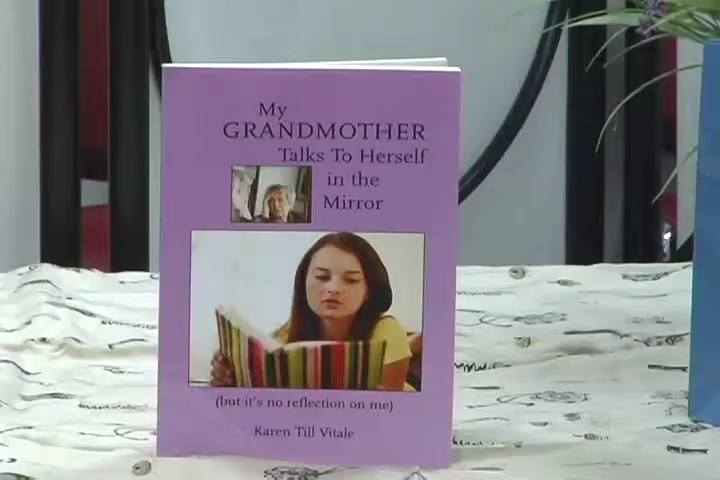 My
GRANDMOTHER
Talks To Herself
in the
Mirror
(but it's no reflection on me)
Karen Till Vitale